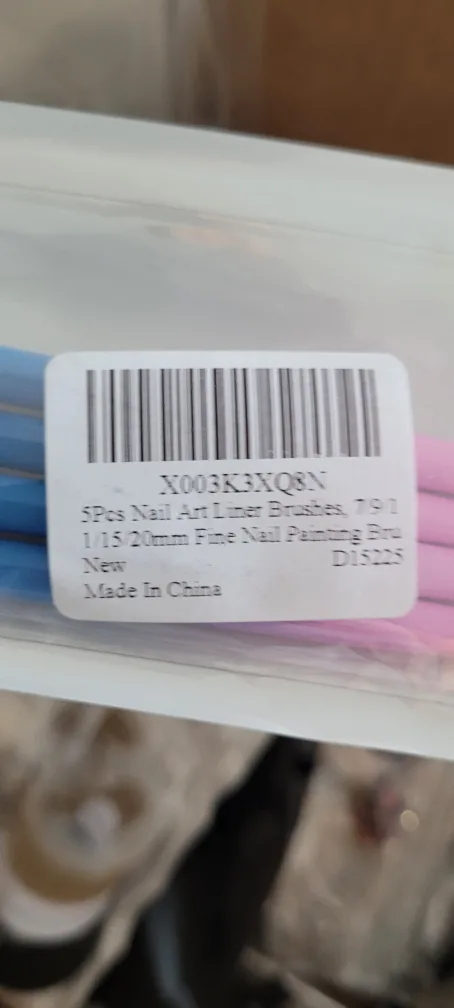 X003K3XQ8N
5Pcs Nail Art Liner Brushes, 7/9/1
1/15/20mm Fine Nail Painting Bru
New D15225
Made In China